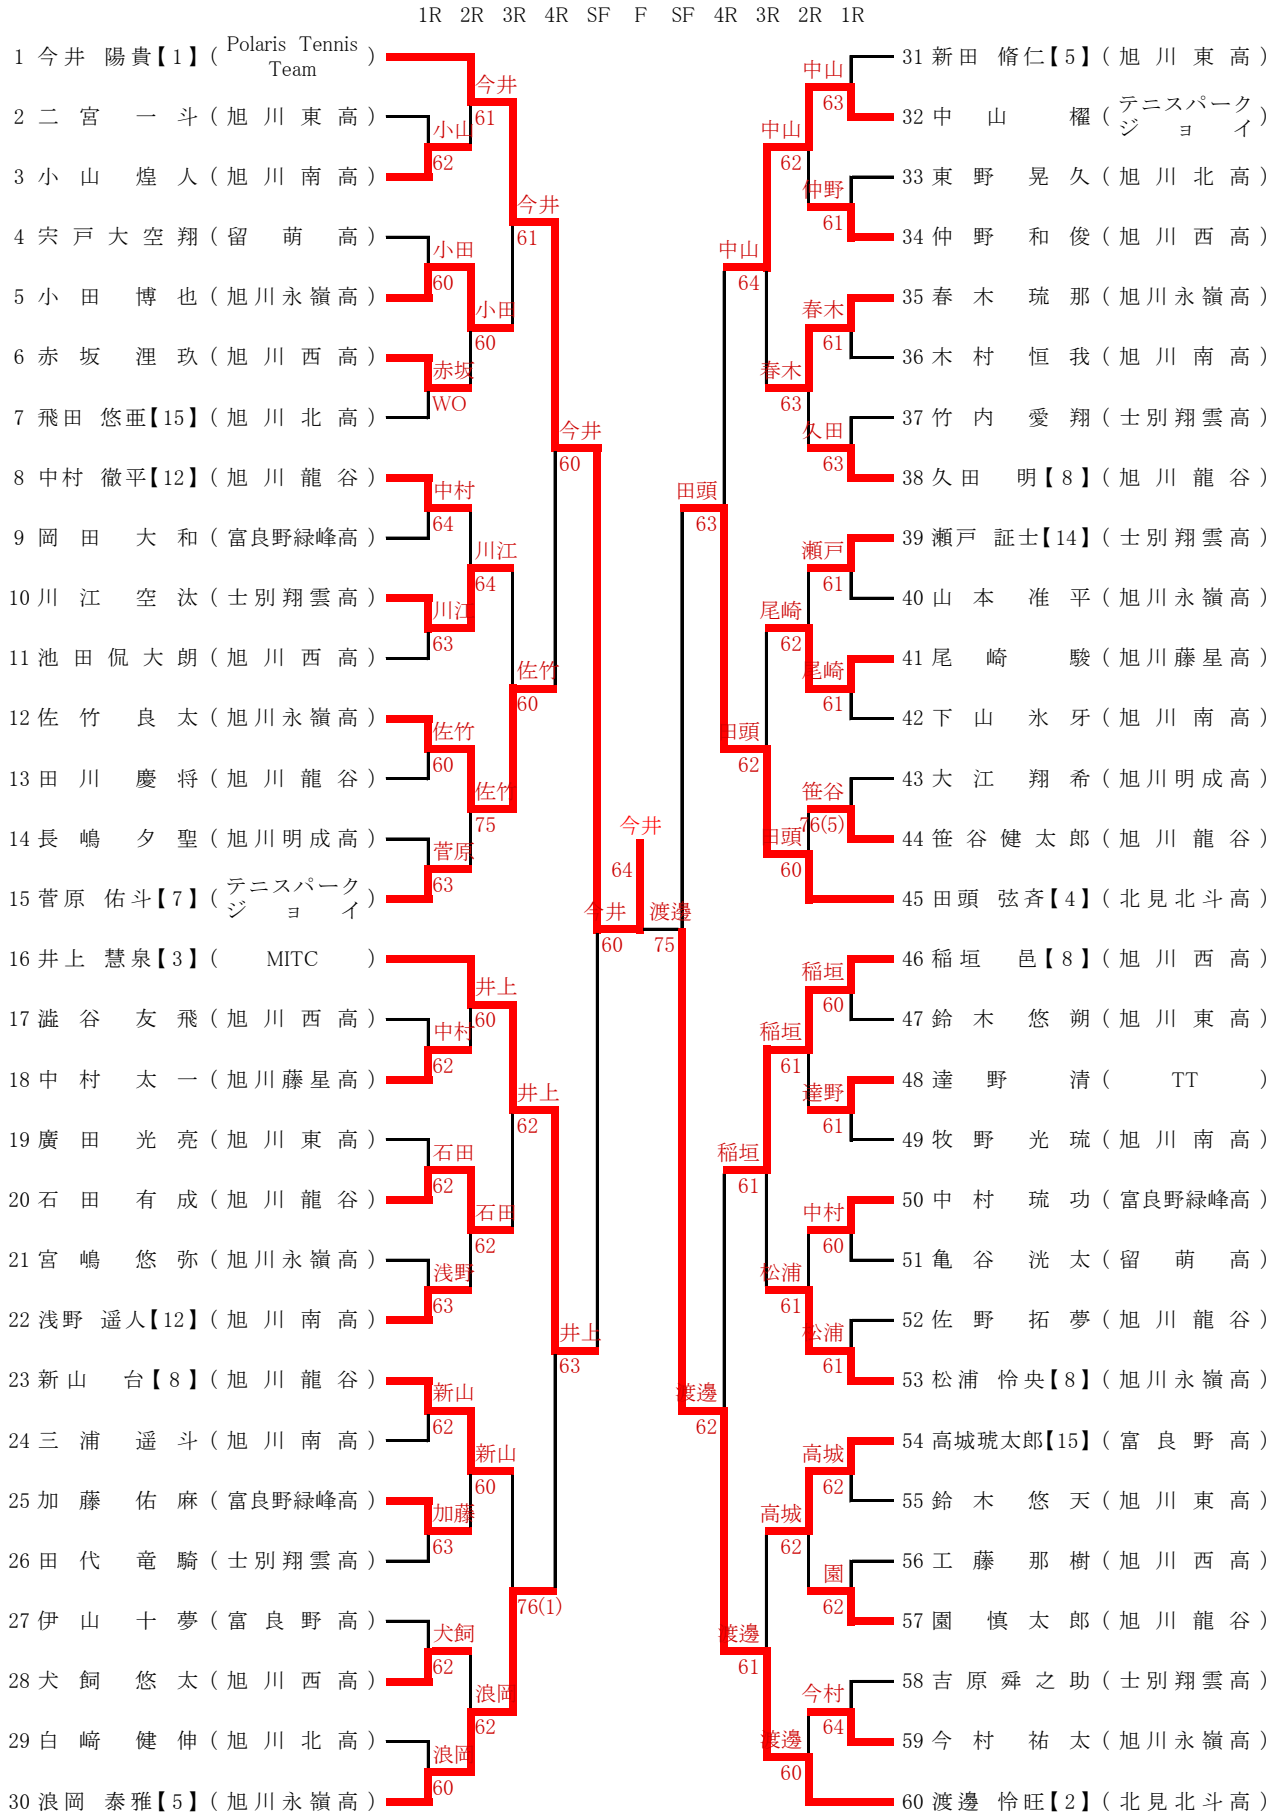 1R 2R 3R 4R SF F SF 4R 3R 2R 1R
1 今井 陽貴【1】 ( Polaris Tennis Team )
2 二宮 一斗 ( 旭川東高 )
3 小山 煌人 ( 旭川南高 )
4 宍戸大空翔 ( 留萌高 )
5 小田 博也 ( 旭川永嶺高 )
6 赤坂 浬玖 ( 旭川西高 )
7 飛田 悠亜【15】 ( 旭川北高 )
8 中村 徹平【12】 ( 旭川龍谷 )
9 岡田 大和 ( 富良野緑峰高 )
10 川江 空汰 ( 士別翔雲高 )
11 池田侃大朗 ( 旭川西高 )
12 佐竹 良太 ( 旭川永嶺高 )
13 田川 慶将 ( 旭川龍谷 )
14 長嶋 夕聖 ( 旭川明成高 )
15 菅原 佑斗【7】 ( テニスパーク ジョイ )
16 井上 慧泉【3】 ( MITC )
17 澁谷 友飛 ( 旭川西高 )
18 中村 太一 ( 旭川藤星高 )
19 廣田 光亮 ( 旭川東高 )
20 石田 有成 ( 旭川龍谷 )
21 宮嶋 悠弥 ( 旭川永嶺高 )
22 浅野 遥人【12】 ( 旭川南高 )
23 新山 台【8】 ( 旭川龍谷 )
24 三浦 遥斗 ( 旭川南高 )
25 加藤 佑麻 ( 富良野緑峰高 )
26 田代 竜騎 ( 士別翔雲高 )
27 伊山 十夢 ( 富良野高 )
28 犬飼 悠太 ( 旭川西高 )
29 白﨑 健伸 ( 旭川北高 )
30 浪岡 泰雅【5】 ( 旭川永嶺高 )
小山
62
小田
60
赤坂
WO
中村
64
川江
63
佐竹
60
菅原
63
中村
62
石田
62
浅野
63
新山
62
加藤
63
犬飼
62
浪岡
60
今井
61
小田
60
川江
64
佐竹
75
井上
60
石田
62
新山
60
浪岡
62
今井
61
佐竹
60
井上
62
76(1)
今井
60
井上
63
今井
60
今井
64
渡邊
75
田頭
63
渡邊
62
中山
64
田頭
62
稲垣
61
渡邊
61
中山
62
春木
63
尾崎
62
田頭
60
稲垣
61
松浦
61
高城
62
渡邊
60
中山
63
仲野
61
春木
61
久田
63
瀬戸
61
尾崎
61
笹谷
76(5)
稲垣
60
達野
61
中村
60
松浦
61
高城
62
園
62
今村
64
31 新田 脩仁【5】 ( 旭川東高 )
32 中山 櫂 ( テニスパーク ジョイ )
33 東野 晃久 ( 旭川北高 )
34 仲野 和俊 ( 旭川西高 )
35 春木 琉那 ( 旭川永嶺高 )
36 木村 恒我 ( 旭川南高 )
37 竹内 愛翔 ( 士別翔雲高 )
38 久田 明【8】 ( 旭川龍谷 )
39 瀬戸 証士【14】 ( 士別翔雲高 )
40 山本 准平 ( 旭川永嶺高 )
41 尾崎 駿 ( 旭川藤星高 )
42 下山 氷牙 ( 旭川南高 )
43 大江 翔希 ( 旭川明成高 )
44 笹谷健太郎 ( 旭川龍谷 )
45 田頭 弦斉【4】 ( 北見北斗高 )
46 稲垣 邑【8】 ( 旭川西高 )
47 鈴木 悠朔 ( 旭川東高 )
48 達野 清 ( TT )
49 牧野 光琉 ( 旭川南高 )
50 中村 琉功 ( 富良野緑峰高 )
51 亀谷 洸太 ( 留萌高 )
52 佐野 拓夢 ( 旭川龍谷 )
53 松浦 怜央【8】 ( 旭川永嶺高 )
54 高城琥太郎【15】 ( 富良野高 )
55 鈴木 悠天 ( 旭川東高 )
56 工藤 那樹 ( 旭川西高 )
57 園 慎太郎 ( 旭川龍谷 )
58 吉原舜之助 ( 士別翔雲高 )
59 今村 祐太 ( 旭川永嶺高 )
60 渡邊 怜旺【2】 ( 北見北斗高 )